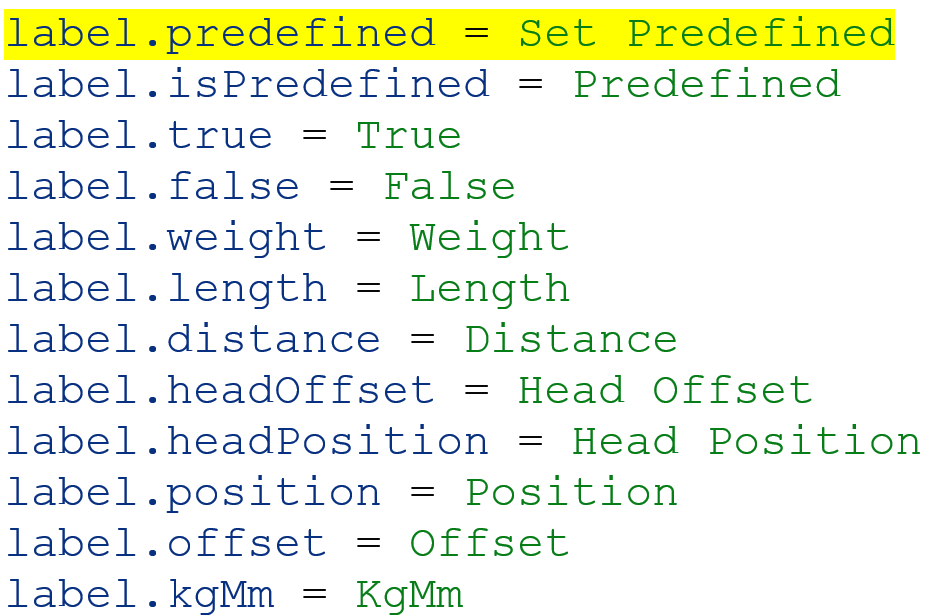 label.predefined = Set Predefined
label.isPredefined = Predefined
label.true = True
label.false = False
label.weight = Weight
label.length = Length
label.distance = Distance
label.headOffset = Head Offset
label.headPosition = Head Position
label.position = Position
label.offset = Offset
label.kgMm = KgMm